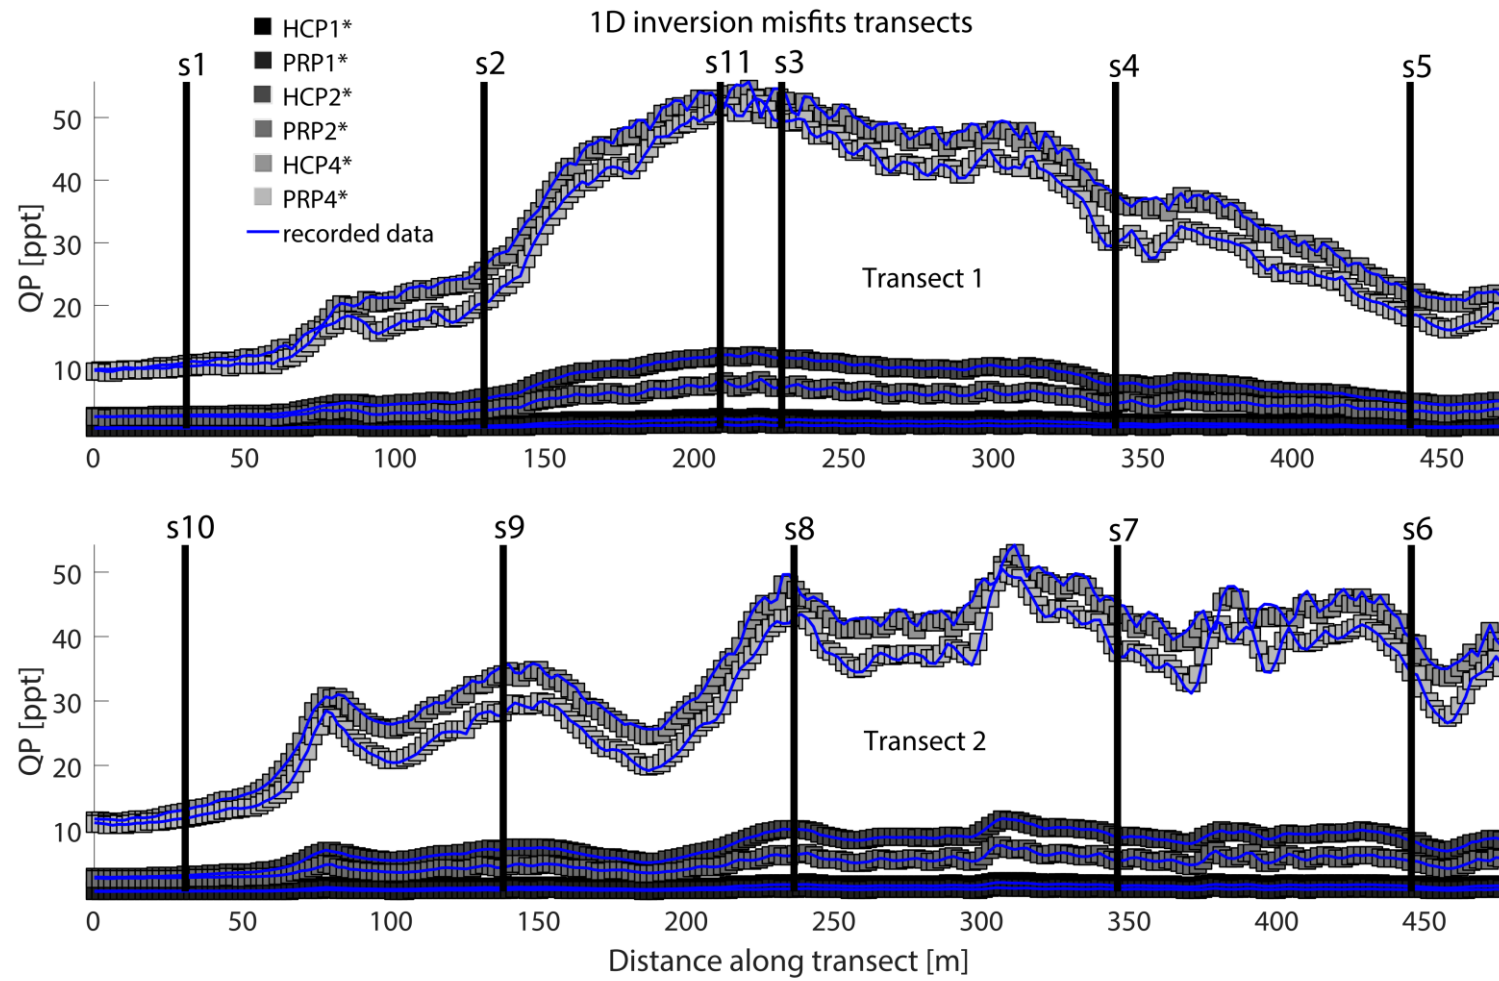 1D inversion misfits transects
HCP1*
PRP1*
HCP2*
PRP2*
HCP4*
PRP4*
recorded data
s1 s2 s11 s3 s4 s5
QP [ppt]
50
40
30
20
10
Transect 1
0 50 100 150 200 250 300 350 400 450
s10 s9 s8 s7 s6
QP [ppt]
50
40
30
20
10
Transect 2
0 50 100 150 200 250 300 350 400 450
Distance along transect [m]